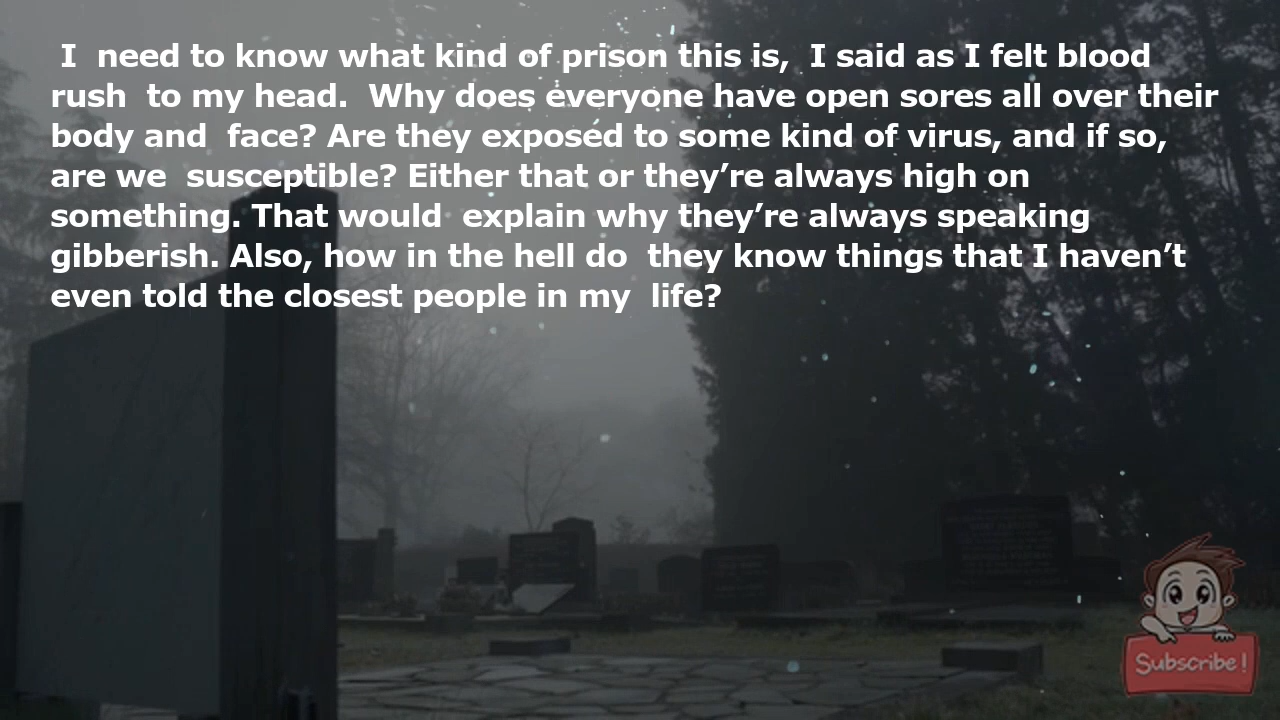 I need to know what kind of prison this is, I said as I felt blood
rush to my head. Why does everyone have open sores all over their
body and face? Are they exposed to some kind of virus, and if so,
are we susceptible? Either that or they’re always high on
something. That would explain why they’re always speaking
gibberish. Also, how in the hell do they know things that I haven’t
even told the closest people in my life?
Subscribe!